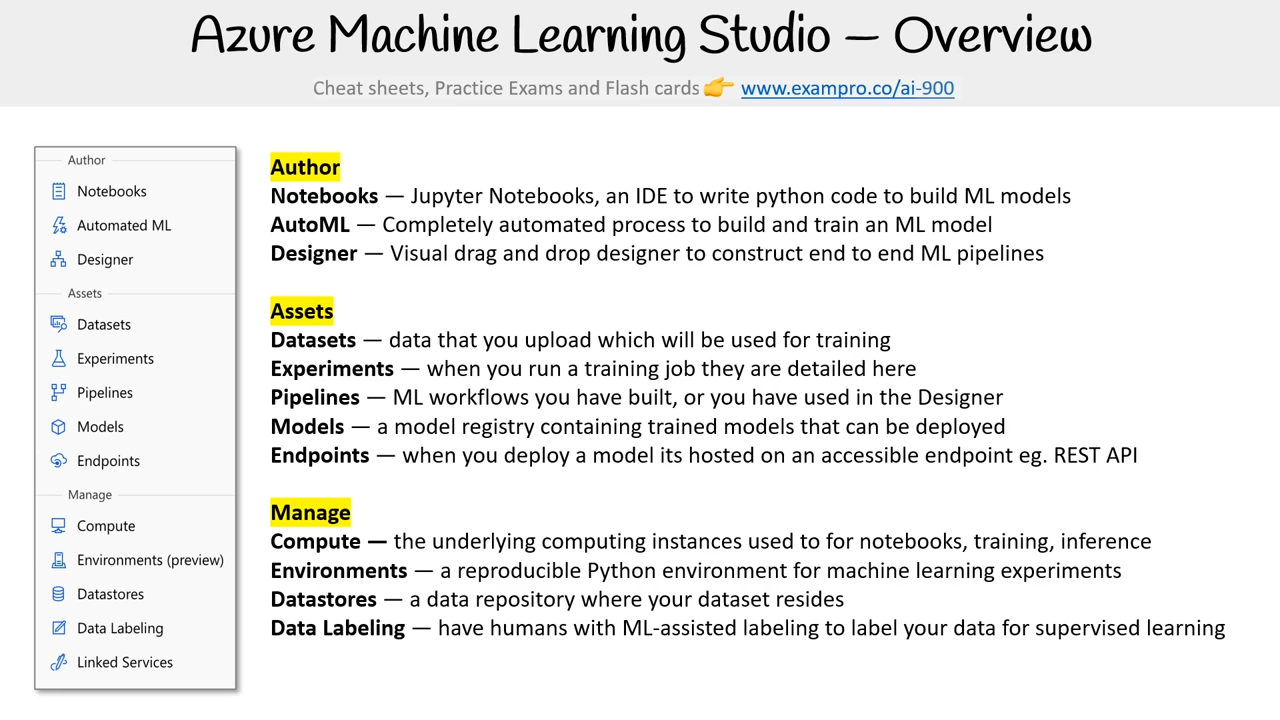 Azure Machine Learning Studio — Overview
Cheat sheets, Practice Exams and Flash cards 👉 www.exampro.co/ai-900
Author
Notebooks
Automated ML
Designer
Assets
Datasets
Experiments
Pipelines
Models
Endpoints
Manage
Compute
Environments (preview)
Datastores
Data Labeling
Linked Services
Author
Notebooks — Jupyter Notebooks, an IDE to write python code to build ML models
AutoML — Completely automated process to build and train an ML model
Designer — Visual drag and drop designer to construct end to end ML pipelines
Assets
Datasets — data that you upload which will be used for training
Experiments — when you run a training job they are detailed here
Pipelines — ML workflows you have built, or you have used in the Designer
Models — a model registry containing trained models that can be deployed
Endpoints — when you deploy a model its hosted on an accessible endpoint eg. REST API
Manage
Compute — the underlying computing instances used to for notebooks, training, inference
Environments — a reproducible Python environment for machine learning experiments
Datastores — a data repository where your dataset resides
Data Labeling — have humans with ML-assisted labeling to label your data for supervised learning